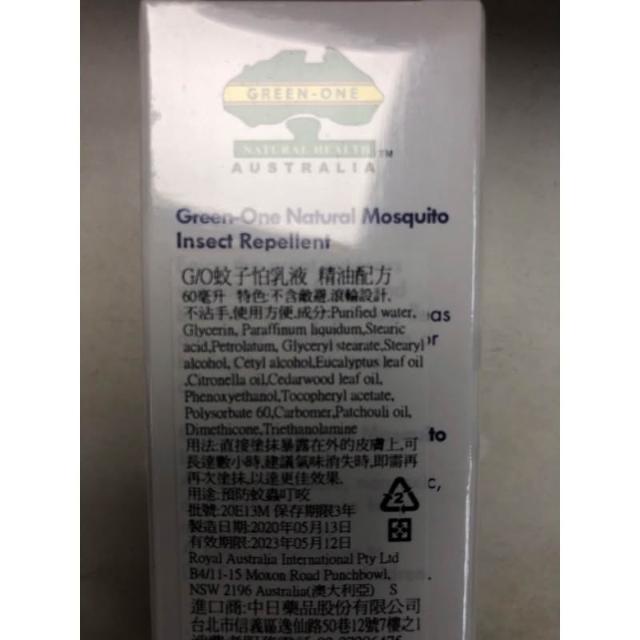 GREEN-ONE
NATURAL HEALTH
AUSTRALIA
TM
Green-One Natural Mosquito
Insect Repellent
G/O蚊子怕乳液 精油配方
60毫升 特色:不含敵避.滾輪設計.
不沾手,使用方便.成分:Purified water,
Glycerin, Paraffinum liquidum,Stearic
acid,Petrolatum, Glyceryl stearate,Stearyl
alcohol, Cetyl alcohol,Eucalyptus leaf oil
,Citronella oil,Cedarwood leaf oil,
Phenoxyethanol,Tocopheryl acetate,
Polysorbate 60,Carbomer,Patchouli oil,
Dimethicone,Triethanolamine
用法:直接塗抹暴露在外的皮膚上,可
長達數小時,建議氣味消失時,即需再
再次塗抹,以達更佳效果.
用途:預防蚊蟲叮咬
批號:20E13M 保存期限3年
製造日期:2020年05月13日
有效期限:2023年05月12日
Royal Australia International Pty Ltd
B4/11-15 Moxon Road Punchbowl,
NSW 2196 Australia(澳大利亞) S
進口商:中日藥品股份有限公司
台北市信義區逸仙路50巷12號7樓之1